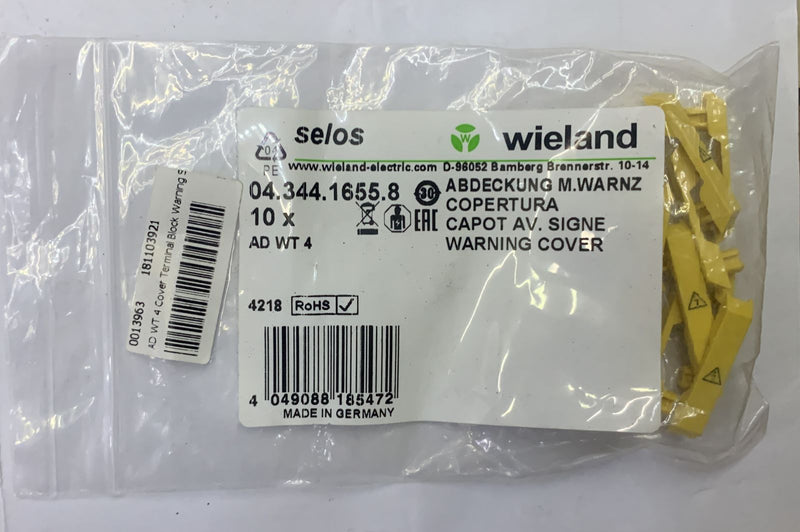 selos
wieland
04
PE
www.wieland-electric.com D-96052 Bamberg Brennerstr. 10-14
04.344.1655.8
10 x
AD WT 4
30
EAC
ABDECKUNG M.WARNZ
COPERTURA
CAPOT AV. SIGNE
WARNING COVER
4218 RoHS
4 049088 185472
MADE IN GERMANY
0013963 181103921
AD WT 4 Cover Terminal Block Warning S